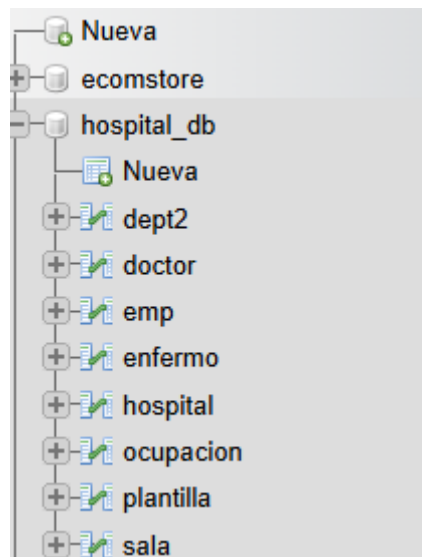 Nueva
ecomstore
hospital_db
Nueva
dept2
doctor
emp
enfermo
hospital
ocupacion
plantilla
sala